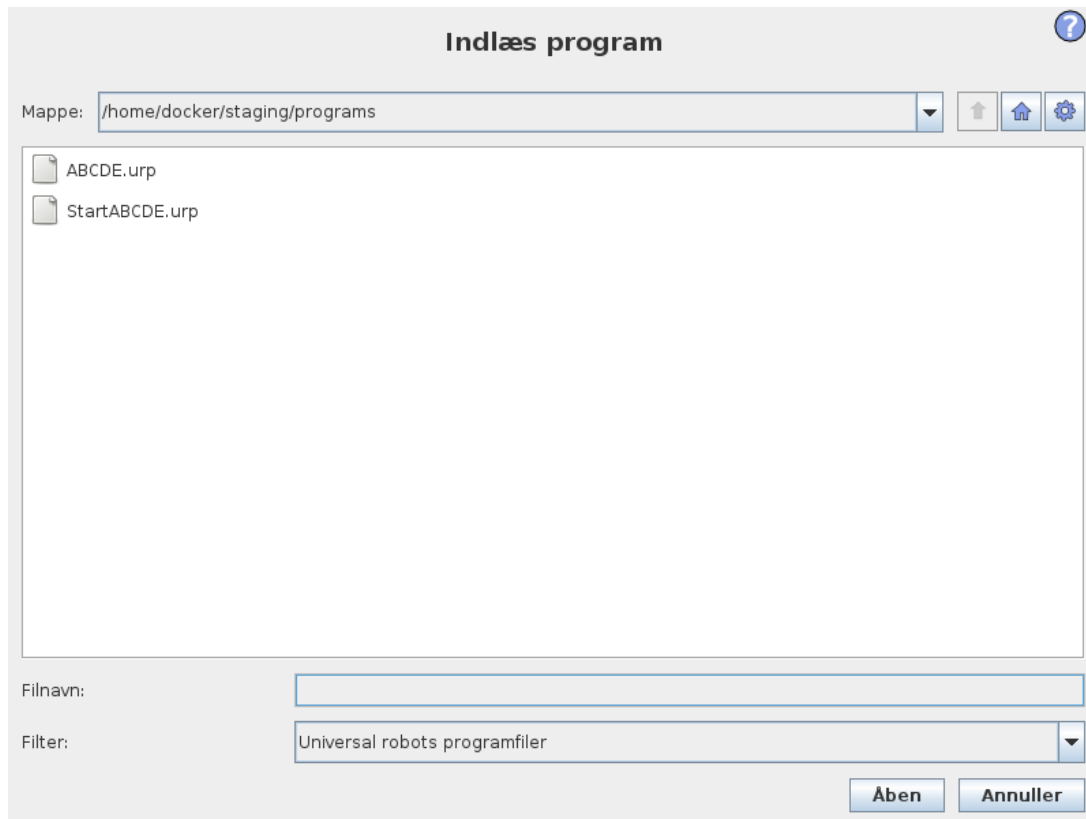 Indlæs program
?
Mappe: /home/docker/staging/programs
ABCDE.urp
StartABCDE.urp
Filnavn:
Filter: Universal robots programfiler
Åben Annuller